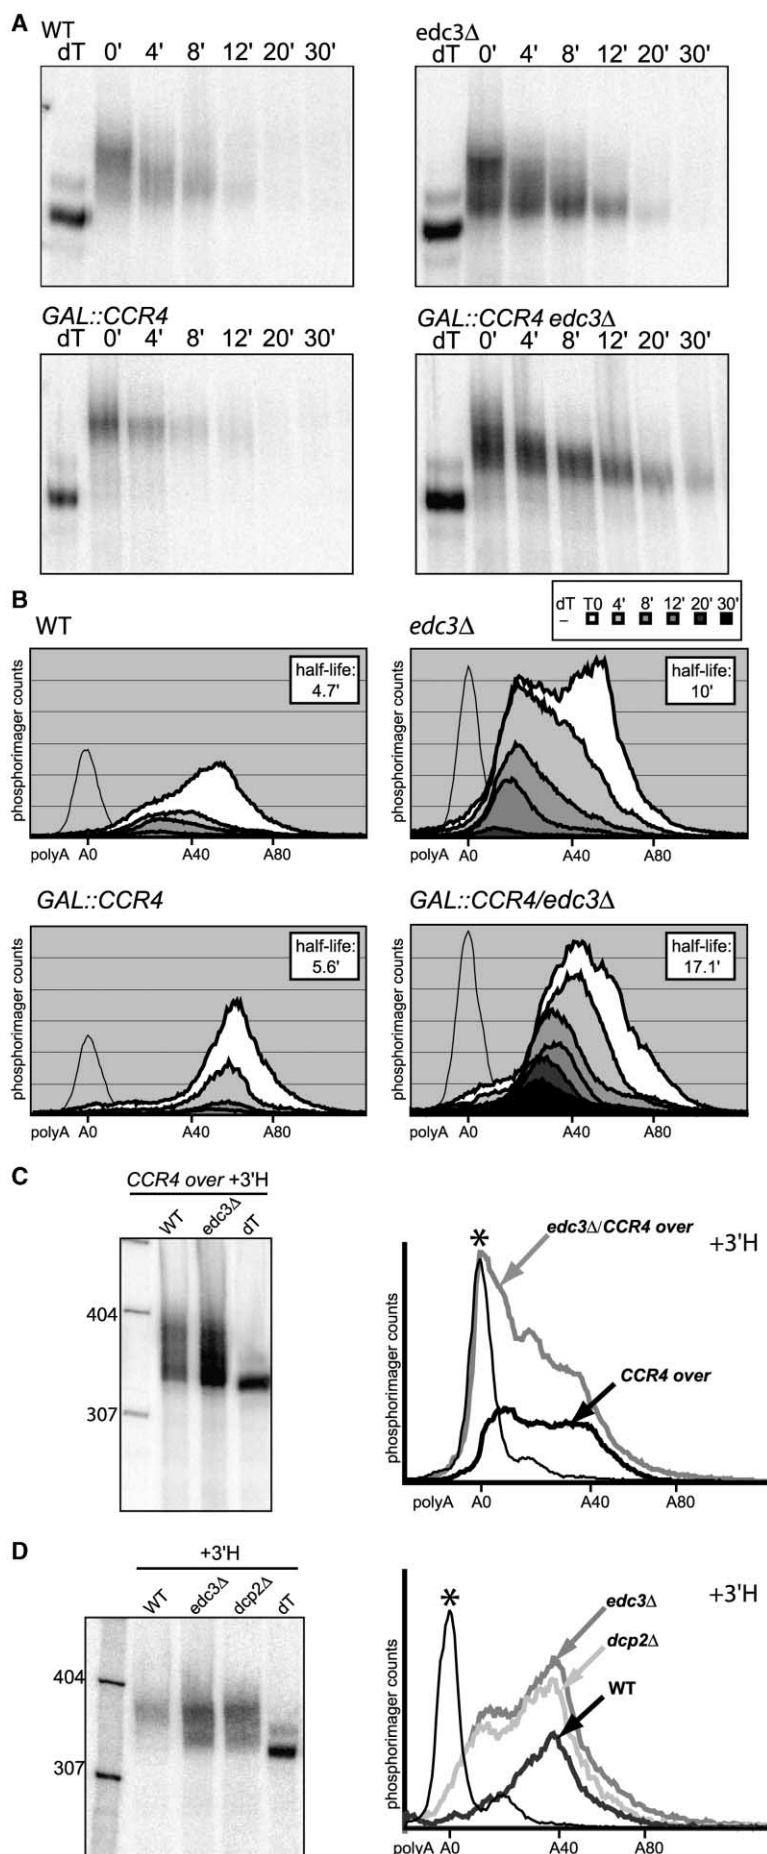 A
WT
dT 0' 4' 8' 12' 20' 30'
edc3Δ
dT 0' 4' 8' 12' 20' 30'
GAL::CCR4
dT 0' 4' 8' 12' 20' 30'
GAL::CCR4 edc3Δ
dT 0' 4' 8' 12' 20' 30'
B
dT T0 4' 8' 12' 20' 30'
–
WT
half-life:
4.7'
phosphorimager counts
polyA A0 A40 A80
edc3Δ
half-life:
10'
phosphorimager counts
polyA A0 A40 A80
GAL::CCR4
half-life:
5.6'
phosphorimager counts
polyA A0 A40 A80
GAL::CCR4/edc3Δ
half-life:
17.1'
phosphorimager counts
polyA A0 A40 A80
C
CCR4 over +3'H
WT edc3Δ dT
404
307
+3'H
*
edc3Δ/CCR4 over
CCR4 over
phosphorimager counts
polyA A0 A40 A80
D
+3'H
WT edc3Δ dcp2Δ dT
404
307
+3'H
*
edc3Δ
dcp2Δ
WT
phosphorimager counts
polyA A0 A40 A80